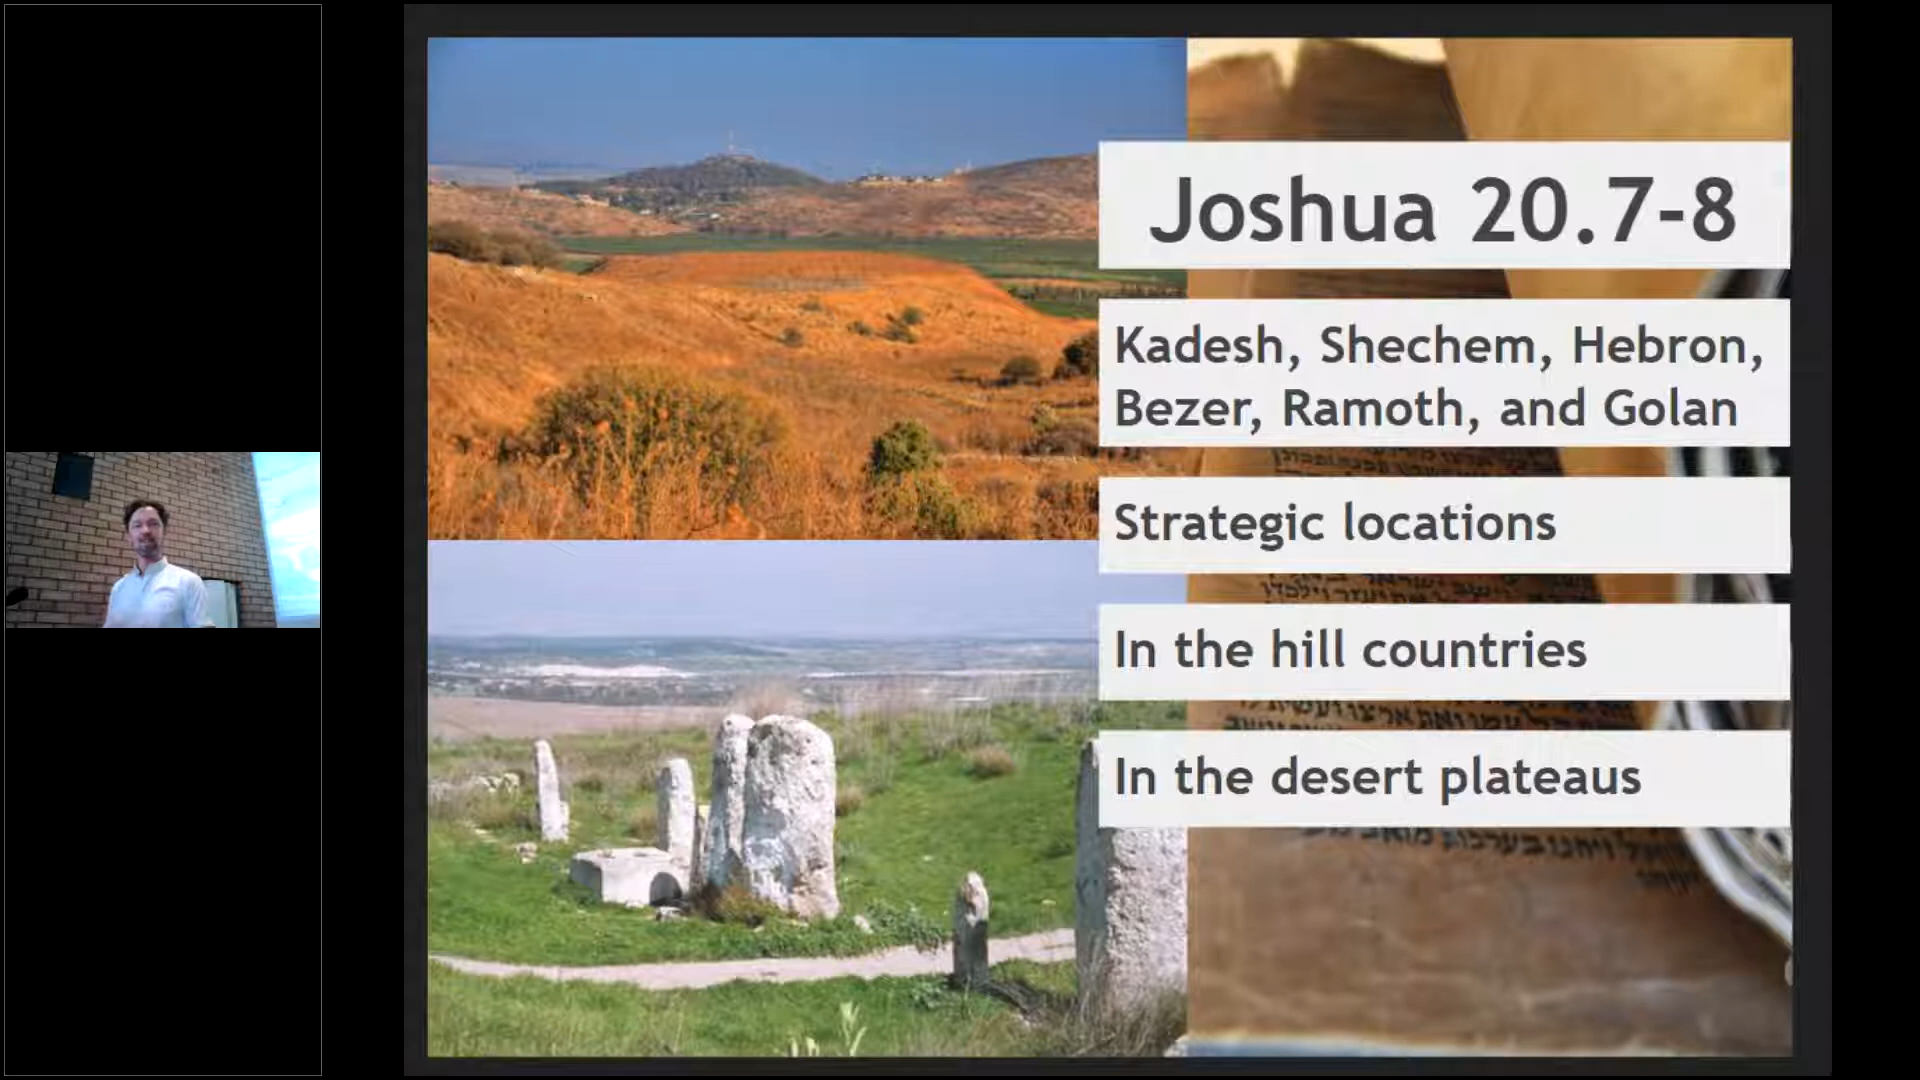 Joshua 20.7-8
Kadesh, Shechem, Hebron,
Bezer, Ramoth, and Golan
Strategic locations
In the hill countries
In the desert plateaus